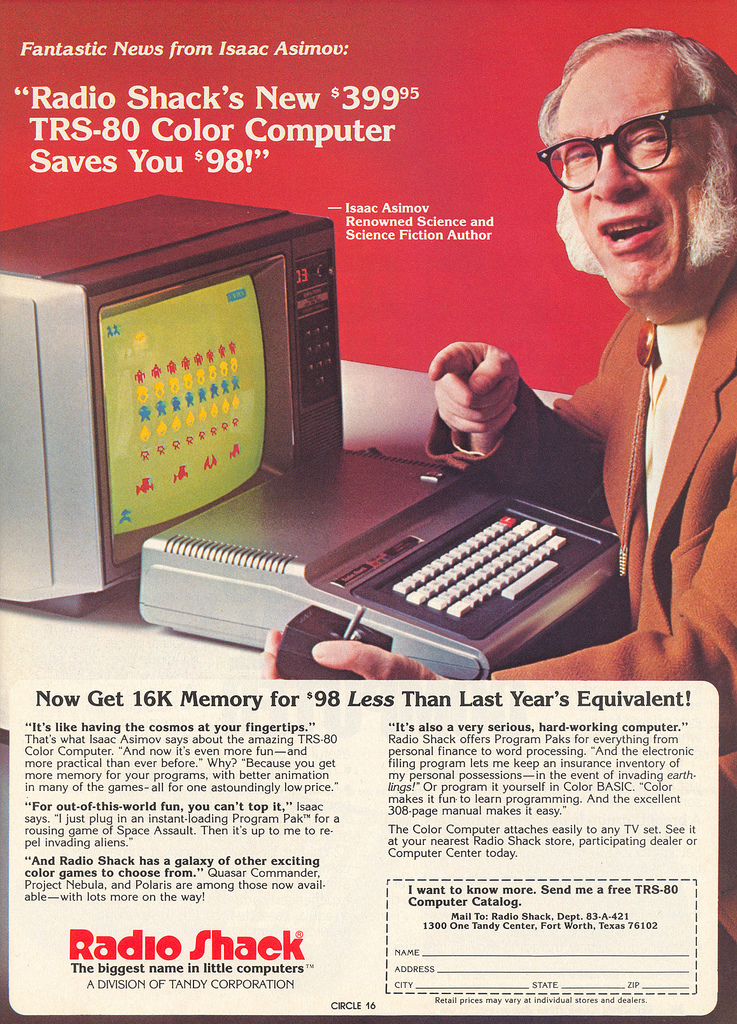 Fantastic News from Isaac Asimov:
“Radio Shack’s New $399⁹⁵
TRS-80 Color Computer
Saves You $98!”
— Isaac Asimov
Renowned Science and
Science Fiction Author
03
Now Get 16K Memory for $98 Less Than Last Year’s Equivalent!
“It’s like having the cosmos at your fingertips.”
That’s what Isaac Asimov says about the amazing TRS-80
Color Computer. “And now it’s even more fun—and
more practical than ever before.” Why? “Because you get
more memory for your programs, with better animation
in many of the games–all for one astoundingly low price.”
“For out-of-this-world fun, you can’t top it,” Isaac
says. “I just plug in an instant-loading Program Pak™ for a
rousing game of Space Assault. Then it’s up to me to re-
pel invading aliens.”
“And Radio Shack has a galaxy of other exciting
color games to choose from.” Quasar Commander,
Project Nebula, and Polaris are among those now avail-
able—with lots more on the way!
“It’s also a very serious, hard-working computer.”
Radio Shack offers Program Paks for everything from
personal finance to word processing. “And the electronic
filing program lets me keep an insurance inventory of
my personal possessions—in the event of invading earth-
lings!” Or program it yourself in Color BASIC. “Color
makes it fun to learn programming. And the excellent
308-page manual makes it easy.”
The Color Computer attaches easily to any TV set. See it
at your nearest Radio Shack store, participating dealer or
Computer Center today.
I want to know more. Send me a free TRS-80
Computer Catalog.
Mail To: Radio Shack, Dept. 83-A-421
1300 One Tandy Center, Fort Worth, Texas 76102
NAME
ADDRESS
CITY STATE ZIP
Radio Shack®
The biggest name in little computers™
A DIVISION OF TANDY CORPORATION
CIRCLE 16
Retail prices may vary at individual stores and dealers.